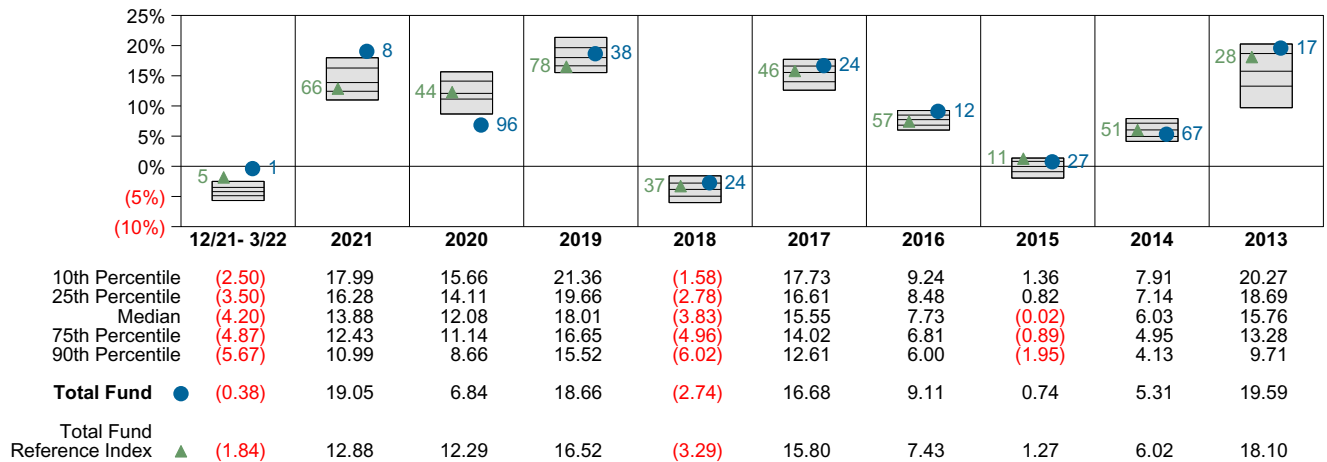 25%
20%
15%
10%
5%
0%
(5%)
(10%)
5 1
66 8
44 96
78 38
37 24
46 24
57 12
11 27
51 67
28 17
12/21- 3/22 2021 2020 2019 2018 2017 2016 2015 2014 2013
10th Percentile (2.50) 17.99 15.66 21.36 (1.58) 17.73 9.24 1.36 7.91 20.27
25th Percentile (3.50) 16.28 14.11 19.66 (2.78) 16.61 8.48 0.82 7.14 18.69
Median (4.20) 13.88 12.08 18.01 (3.83) 15.55 7.73 (0.02) 6.03 15.76
75th Percentile (4.87) 12.43 11.14 16.65 (4.96) 14.02 6.81 (0.89) 4.95 13.28
90th Percentile (5.67) 10.99 8.66 15.52 (6.02) 12.61 6.00 (1.95) 4.13 9.71
Total Fund (0.38) 19.05 6.84 18.66 (2.74) 16.68 9.11 0.74 5.31 19.59
Total Fund
Reference Index (1.84) 12.88 12.29 16.52 (3.29) 15.80 7.43 1.27 6.02 18.10